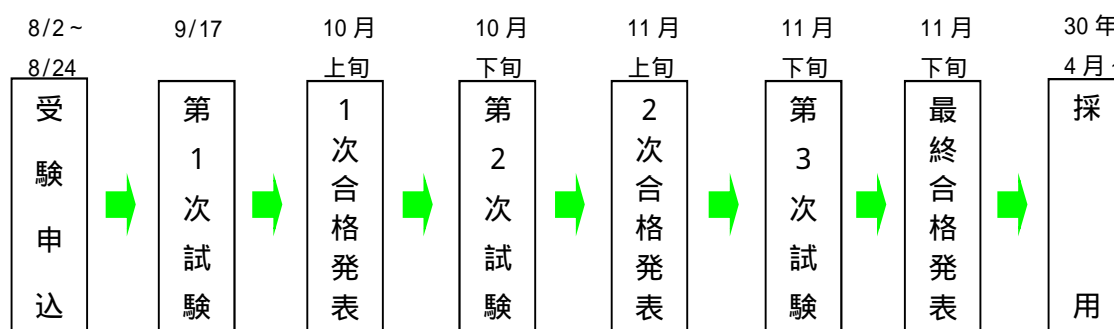 8/2~
8/24
受験申込
9/17
第1次試験
10月
上旬
1次合格発表
10月
下旬
第2次試験
11月
上旬
2次合格発表
11月
下旬
第3次試験
11月
下旬
最終合格発表
30年
4月~
採用